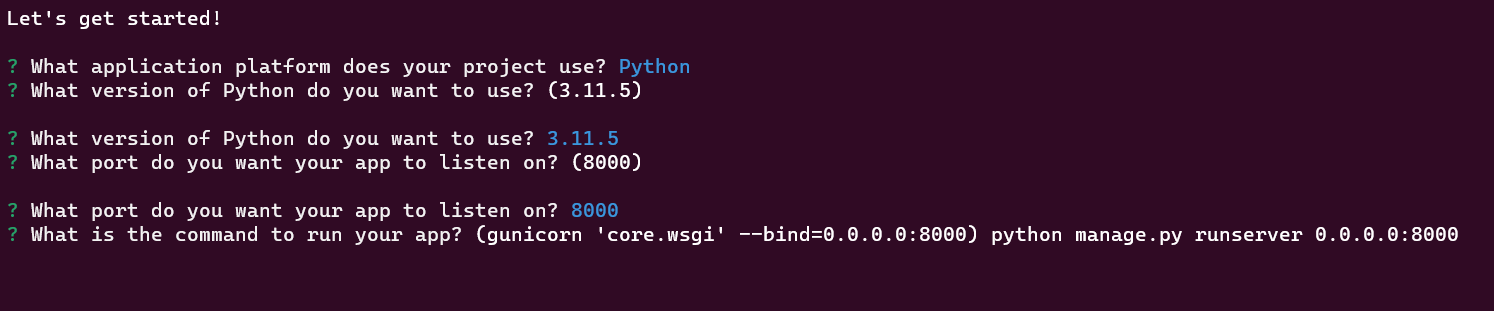 Let's get started!
? What application platform does your project use? Python
? What version of Python do you want to use? (3.11.5)
? What version of Python do you want to use? 3.11.5
? What port do you want your app to listen on? (8000)
? What port do you want your app to listen on? 8000
? What is the command to run your app? (gunicorn 'core.wsgi' --bind=0.0.0.0:8000) python manage.py runserver 0.0.0.0:8000